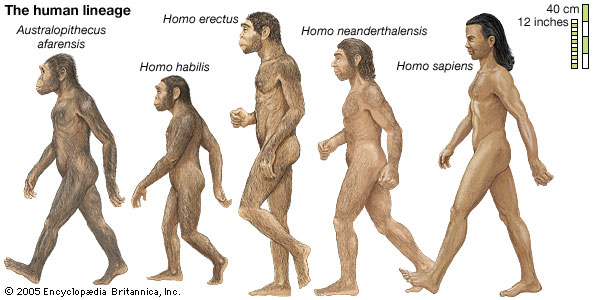 The human lineage
Australopithecus
afarensis
Homo habilis
Homo erectus
Homo neanderthalensis
Homo sapiens
40 cm
12 inches
© 2005 Encyclopædia Britannica, Inc.